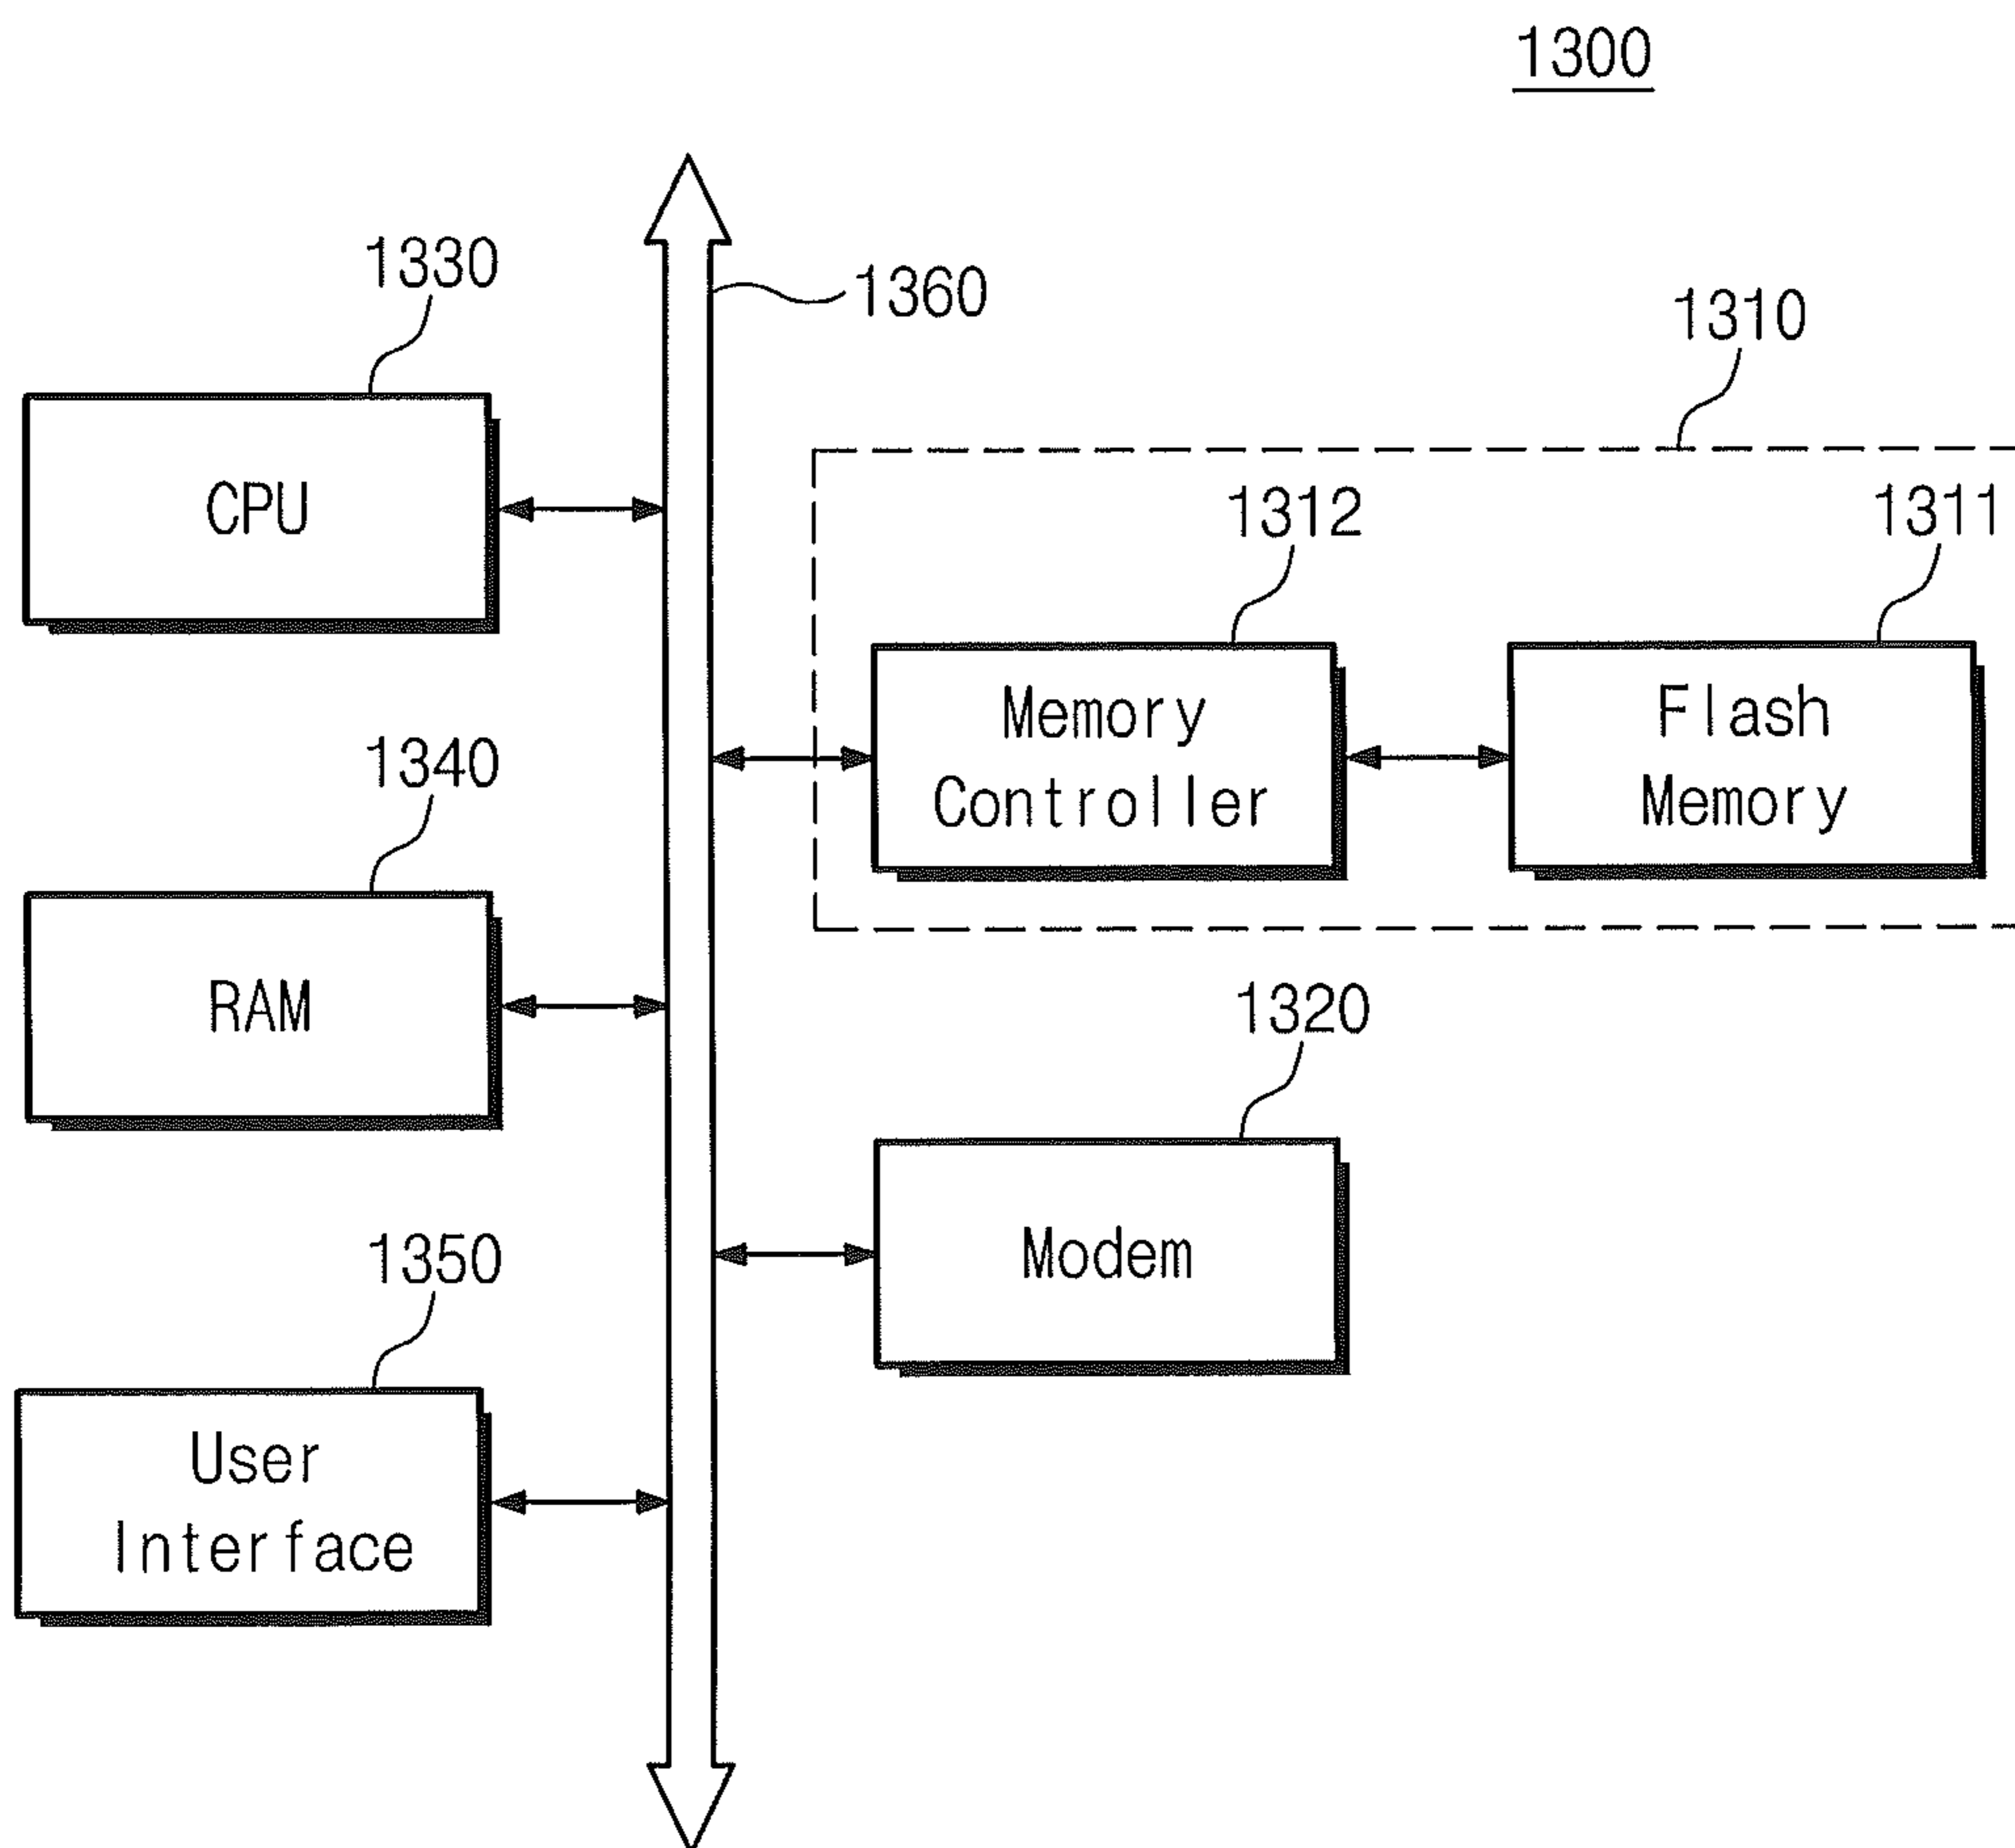 1300
1330
1360
1310
CPU
1312
1311
Memory
Controller
Flash
Memory
1340
RAM
1320
Modem
1350
User
Interface